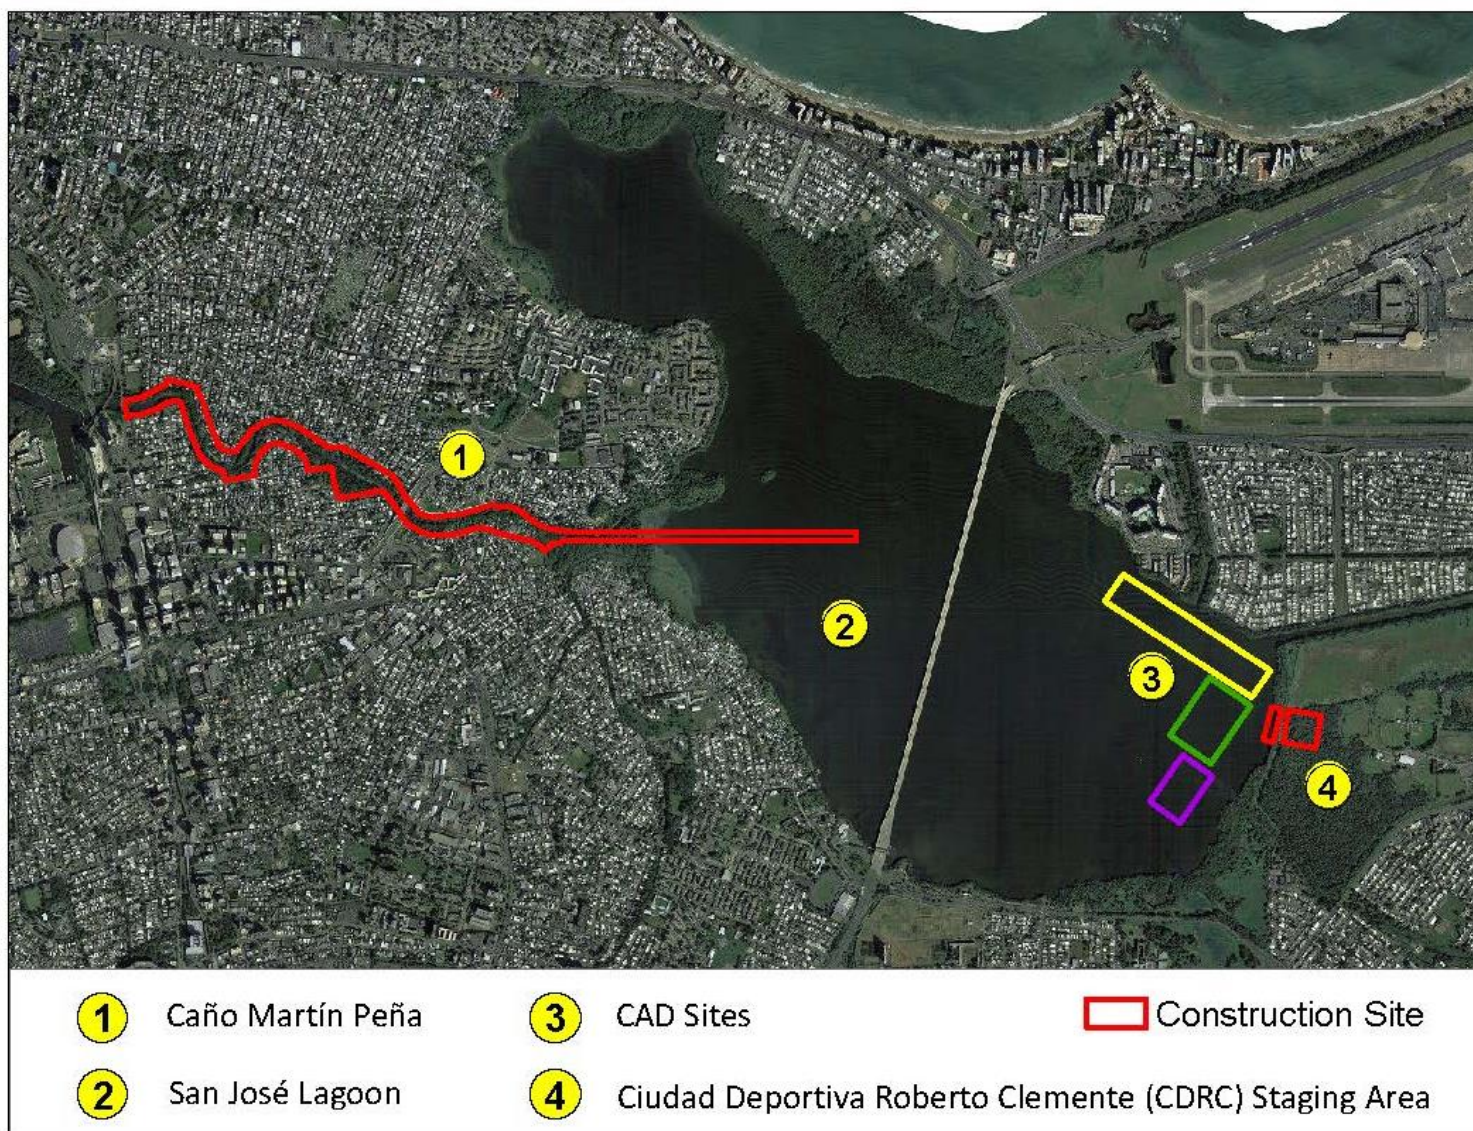 1
2
3
4
1 Caño Martín Peña
3 CAD Sites
Construction Site
2 San José Lagoon
4 Ciudad Deportiva Roberto Clemente (CDRC) Staging Area